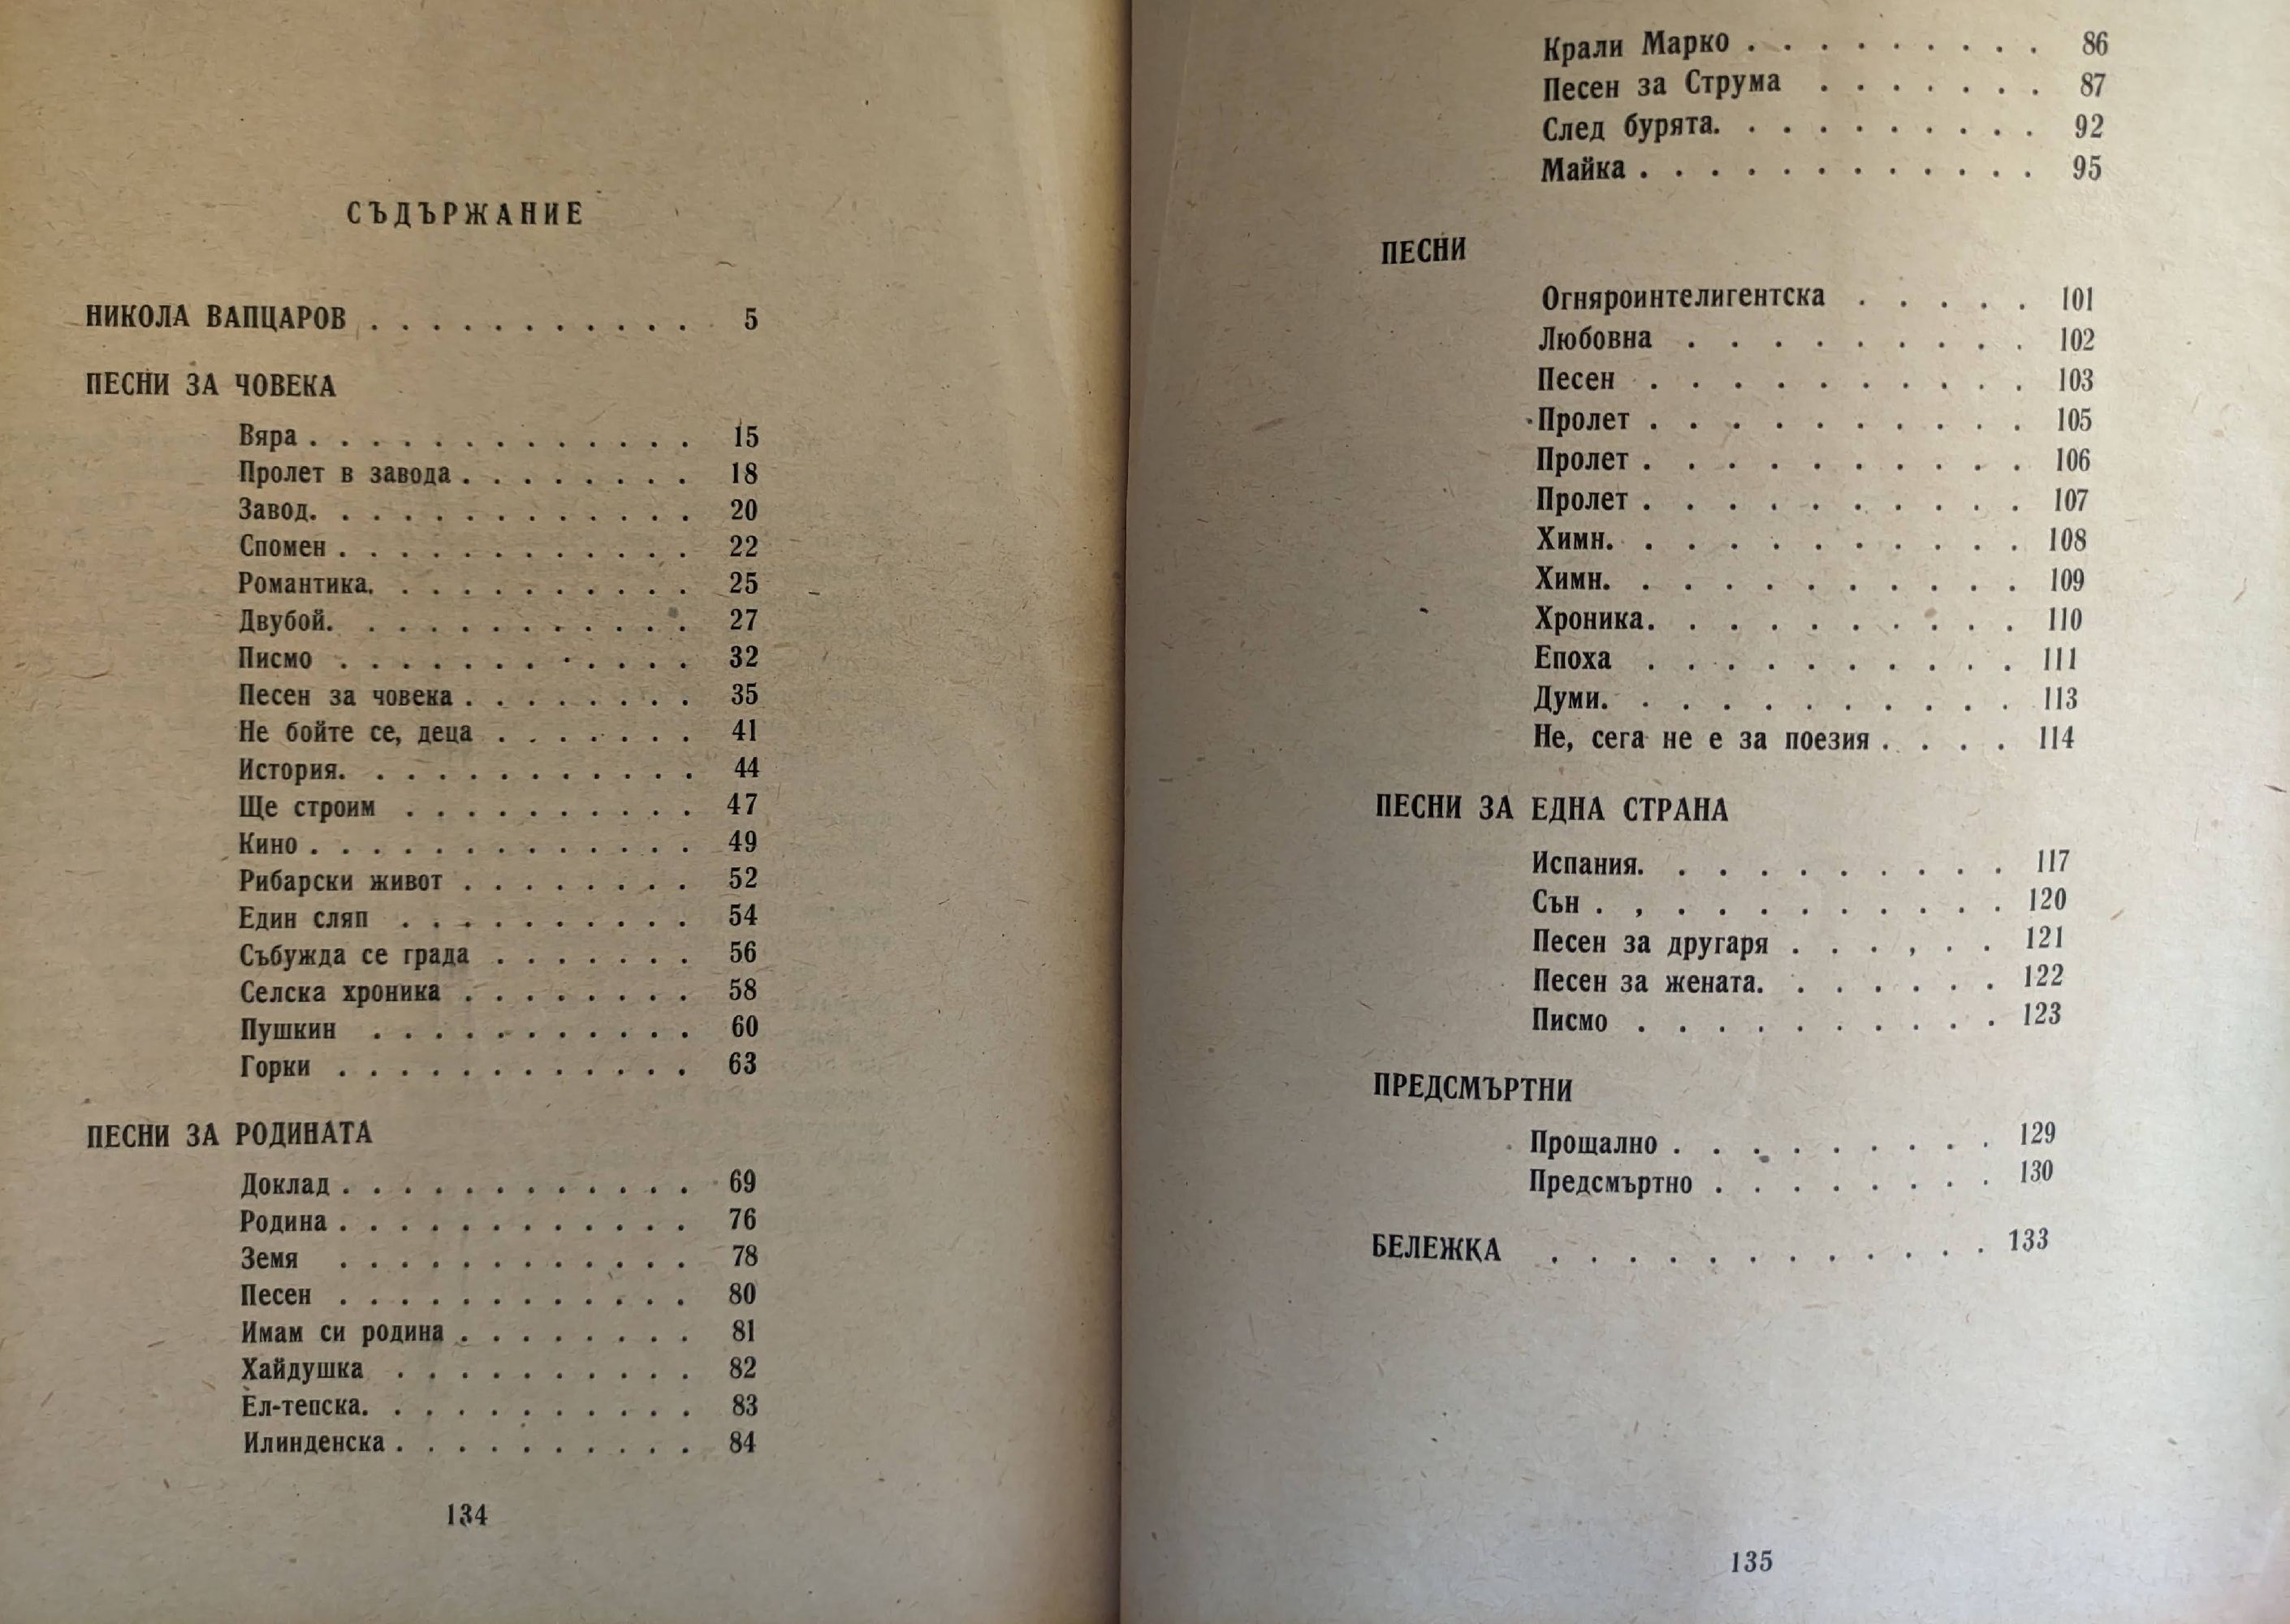 СЪДЪРЖАНИЕ
НИКОЛА ВАПЦАРОВ . . . . . . . . . . . 5
ПЕСНИ ЗА ЧОВЕКА
Вяра . . . . . . . . . . . . . 15
Пролет в завода . . . . . . . . 18
Завод. . . . . . . . . . . . . 20
Спомен . . . . . . . . . . . . 22
Романтика. . . . . . . . . . . 25
Двубой. . . . . . . . . . . . 27
Писмо . . . . . . . . . . . . 32
Песен за човека . . . . . . . . 35
Не бойте се, деца . . . . . . . 41
История. . . . . . . . . . . . 44
Ще строим . . . . . . . . . . 47
Кино . . . . . . . . . . . . . 49
Рибарски живот . . . . . . . . 52
Един сляп . . . . . . . . . . 54
Събужда се града . . . . . . . 56
Селска хроника . . . . . . . . 58
Пушкин . . . . . . . . . . . 60
Горки . . . . . . . . . . . . 63
ПЕСНИ ЗА РОДИНАТА
Доклад . . . . . . . . . . . . 69
Родина . . . . . . . . . . . . 76
Земя . . . . . . . . . . . . 78
Песен . . . . . . . . . . . . 80
Имам си родина . . . . . . . . 81
Хайдушка . . . . . . . . . . 82
Ел-тепска. . . . . . . . . . . 83
Илинденска . . . . . . . . . . 84
134
Крали Марко . . . . . . . . . 86
Песен за Струма . . . . . . . 87
След бурята. . . . . . . . . . 92
Майка . . . . . . . . . . . . 95
ПЕСНИ
Огняроинтелигентска . . . . . 101
Любовна . . . . . . . . . 102
Песен . . . . . . . . . . 103
Пролет . . . . . . . . . . 105
Пролет . . . . . . . . . . 106
Пролет . . . . . . . . . . 107
Химн. . . . . . . . . . . 108
Химн. . . . . . . . . . . 109
Хроника. . . . . . . . . . 110
Епоха . . . . . . . . . . 111
Думи. . . . . . . . . . . 113
Не, сега не е за поезия . . . . 114
ПЕСНИ ЗА ЕДНА СТРАНА
Испания. . . . . . . . . . 117
Сън . , . . . . . . . . . 120
Песен за другаря . . . , . . 121
Песен за жената. . . . . . . 122
Писмо . . . . . . . . . . 123
ПРЕДСМЪРТНИ
Прощално . . . . . . . . . 129
Предсмъртно . . . . . . . . 130
БЕЛЕЖКА . . . . . . . . . . . . 133
135